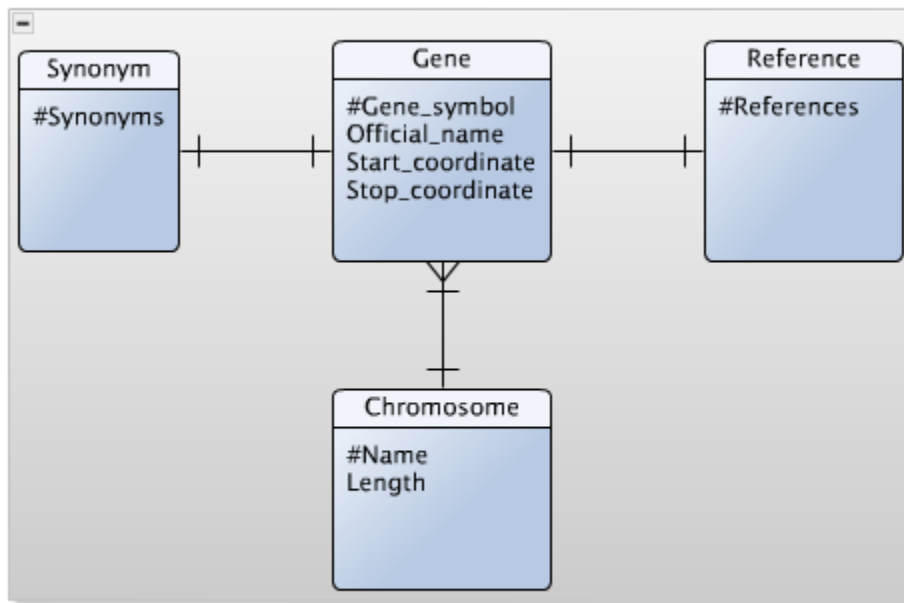 Synonym
#Synonyms
Gene
#Gene_symbol
Official_name
Start_coordinate
Stop_coordinate
Reference
#References
Chromosome
#Name
Length